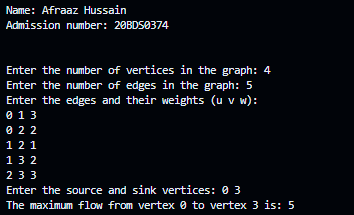 Name: Afraaz Hussain
Admission number: 20BDS0374
Enter the number of vertices in the graph: 4
Enter the number of edges in the graph: 5
Enter the edges and their weights (u v w):
0 1 3
0 2 2
1 2 1
1 3 2
2 3 3
Enter the source and sink vertices: 0 3
The maximum flow from vertex 0 to vertex 3 is: 5